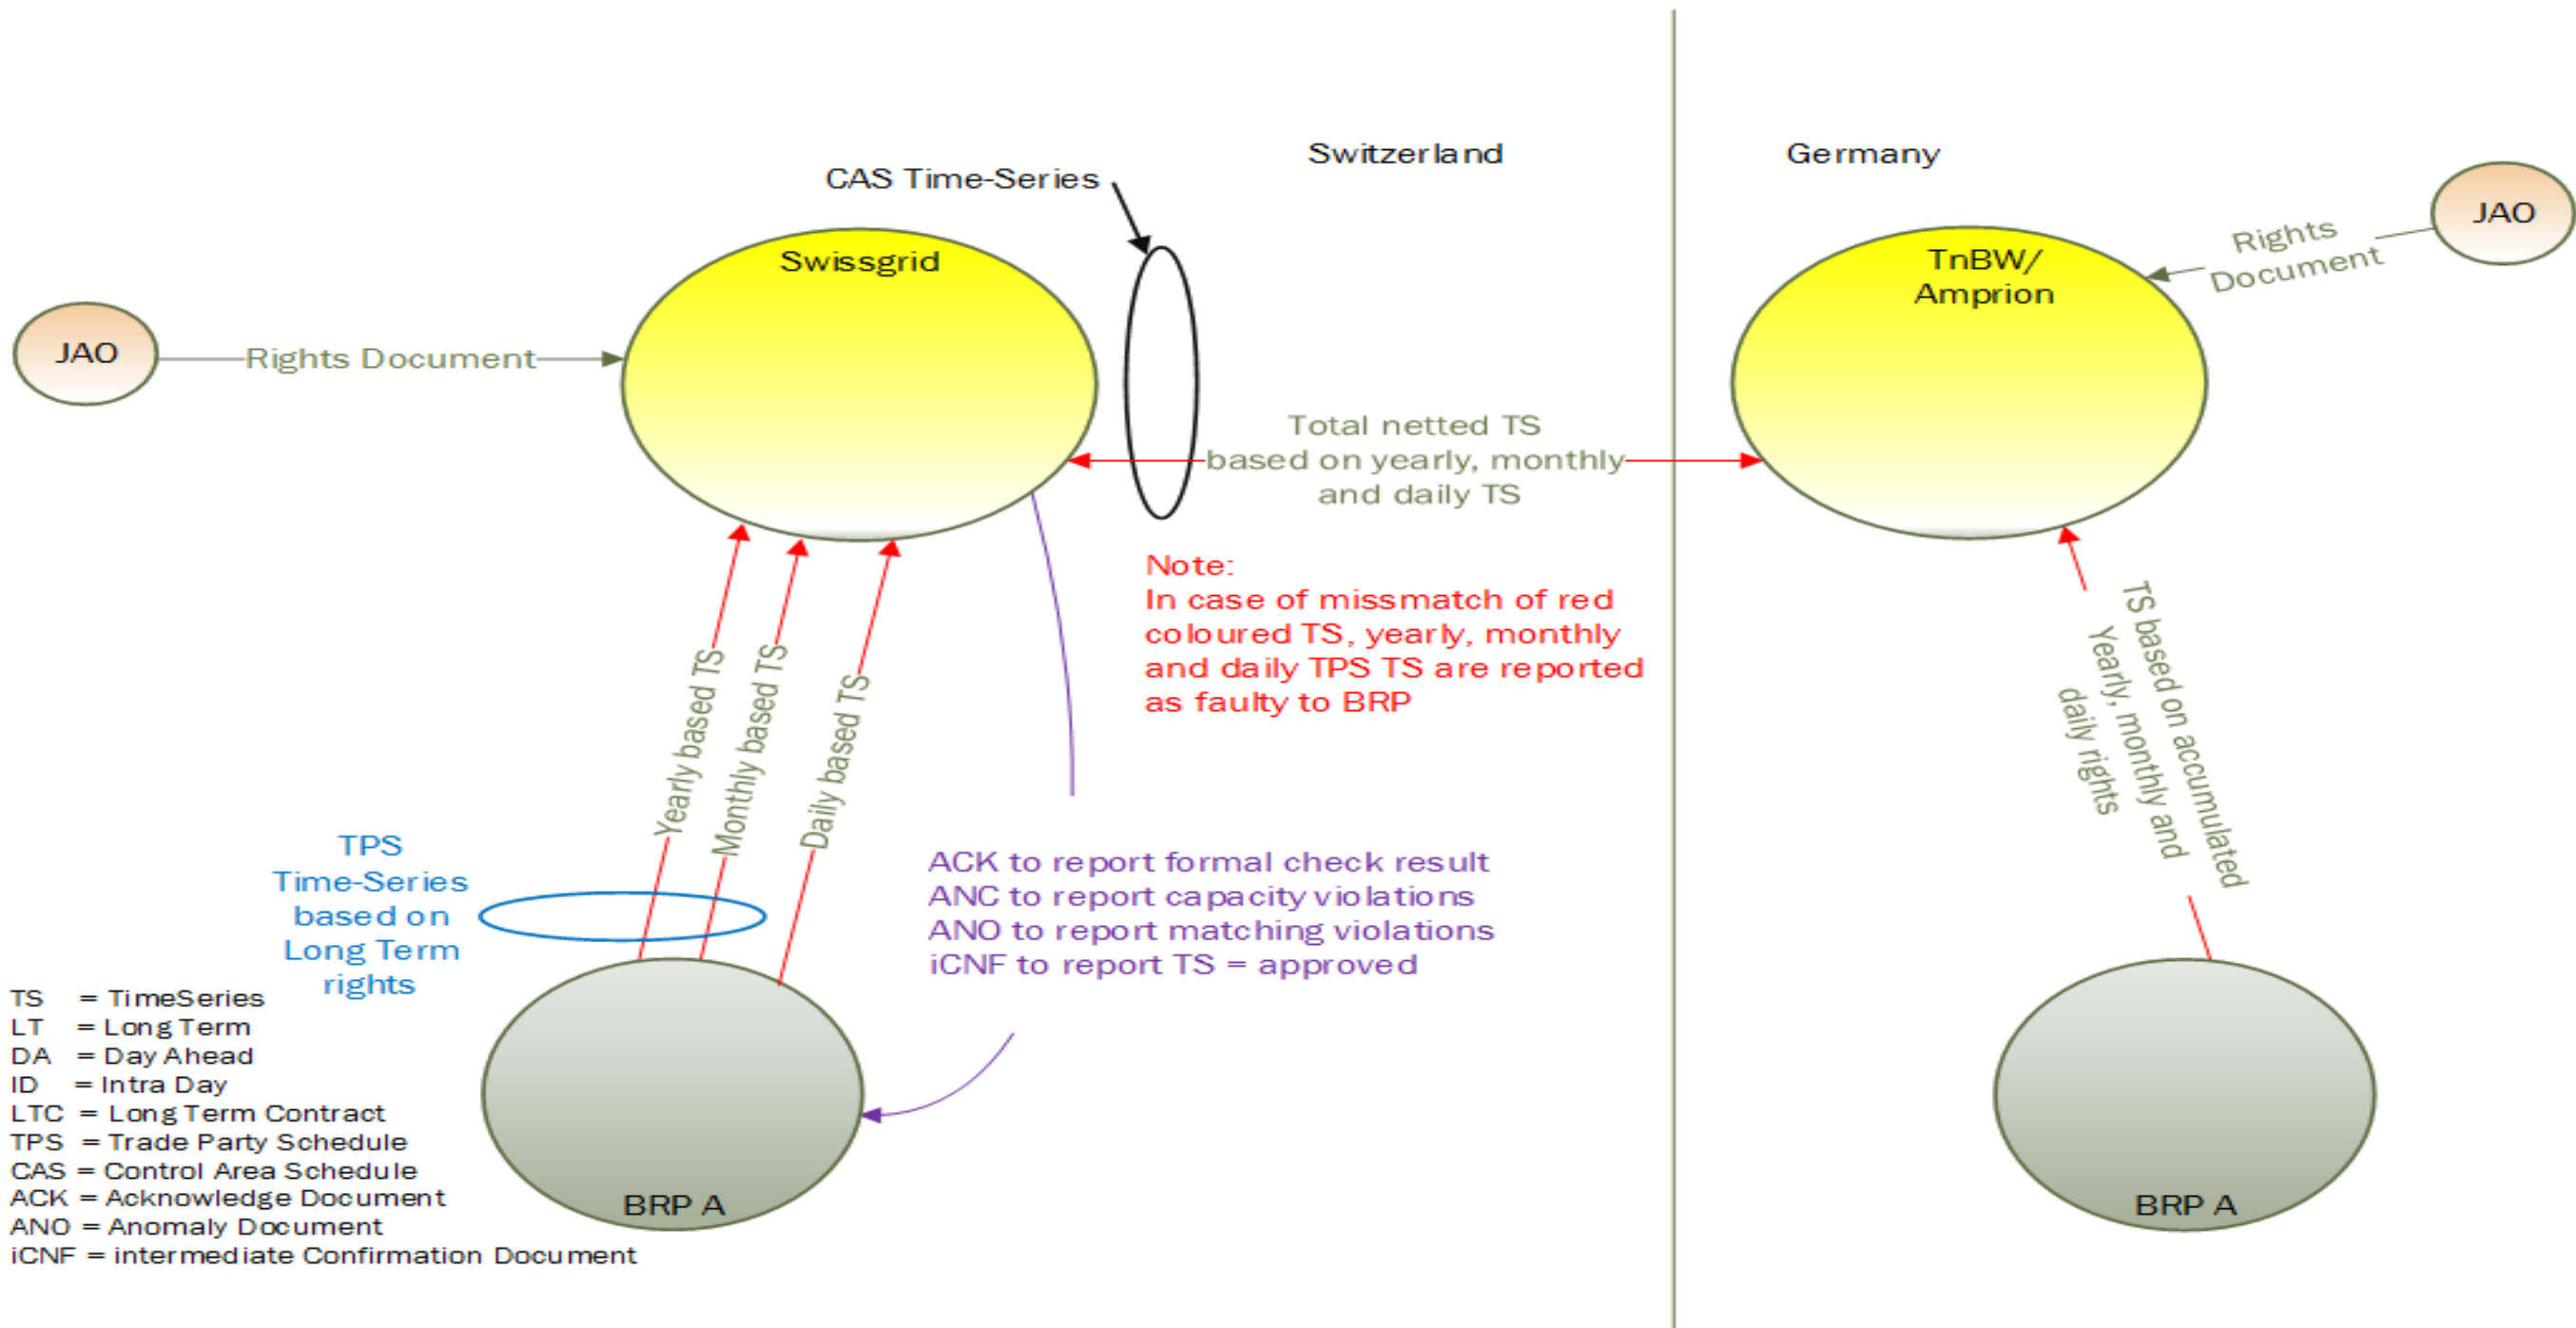 Switzerland
Germany
CAS Time-Series
JAO
Swissgrid
Rights
Document
TnBW/
Amprion
JAO
Rights Document
Total netted TS
based on yearly, monthly
and daily TS
Note:
In case of missmatch of red
coloured TS, yearly, monthly
and daily TPS TS are reported
as faulty to BRP
Yearly based TS
Monthly based TS
Daily based TS
TS based on accumulated
Yearly, monthly and
daily rights
TPS
Time-Series
based on
Long Term
rights
ACK to report formal check result
ANC to report capacity violations
ANO to report matching violations
iCNF to report TS = approved
TS = TimeSeries
LT = Long Term
DA = Day Ahead
ID = Intra Day
LTC = Long Term Contract
TPS = Trade Party Schedule
CAS = Control Area Schedule
ACK = Acknowledge Document
ANO = Anomaly Document
iCNF = intermediate Confirmation Document
BRP A
BRP A